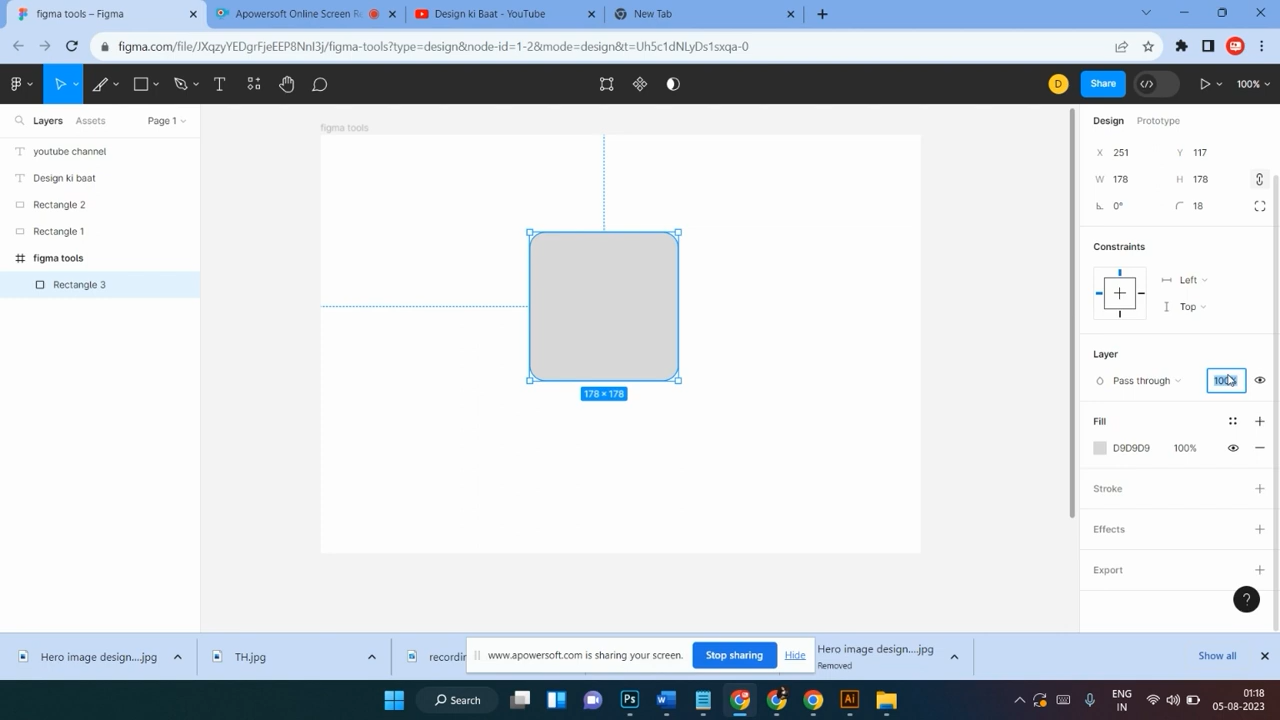 figma tools – Figma
Apowersoft Online Screen Re
Design ki Baat - YouTube
New Tab
figma.com/file/JXqzyYEDgrFjeEEP8NnI3j/figma-tools?type=design&node-id=1-2&mode=design&t=Uh5c1dNLyDs1sxqa-0
D
Share
100%
Layers
Assets
Page 1
youtube channel
Design ki baat
Rectangle 2
Rectangle 1
figma tools
Rectangle 3
figma tools
178 × 178
Design
Prototype
X 251
Y 117
W 178
H 178
0°
18
Constraints
Left
Top
Layer
Pass through
Fill
D9D9D9
100%
Stroke
Effects
Export
?
Hero image design....jpg
TH.jpg
www.apowersoft.com is sharing your screen.
Stop sharing
Hide
Hero image design....jpg
Removed
Show all
Search
ENG
IN
01:18
05-08-2023